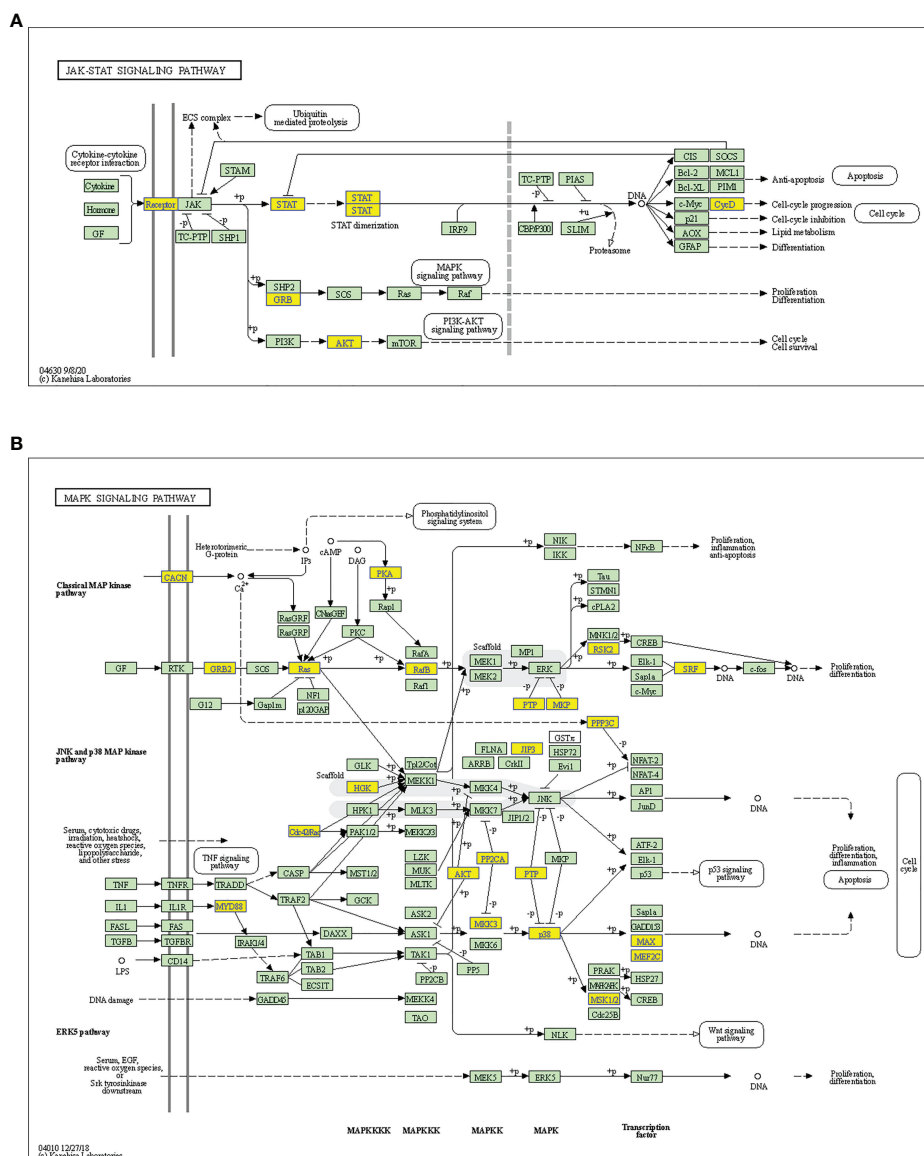 A
JAK-STAT SIGNALING PATHWAY
ECS complex
Ubiquitin
mediated proteolysis
Cytokine-cytokine
receptor interaction
Cytokine
Hormone
GF
Receptor
JAK
STAM
-p
-p
TC-PTP
SHP1
+p
STAT
STAT
STAT
STAT dimerization
IRF9
TC-PTP
PIAS
-p
CBP/P300
+u
SLIM
Proteasome
DNA
CIS
SOCS
Bcl-2
MCL1
Bcl-XL
PIM1
c-Myc
CycD
p21
AOX
GFAP
Anti-apoptosis
Apoptosis
Cell-cycle progression
Cell-cycle inhibition
Cell cycle
Lipid metabolism
Differentiation
+p
SHP2
GRB
SOS
Ras
Raf
MAPK
signaling pathway
Proliferation
Differentiation
+p
PI3K
AKT
mTOR
PI3K-AKT
signaling pathway
Cell cycle
Cell survival
04630 9/8/20
(c) Kanehisa Laboratories
B
MAPK SIGNALING PATHWAY
Phosphatidylinositol
signaling system
Heterotorimeric
G-protein
IP3
cAMP
DAG
Classical MAP kinase
pathway
CACN
Ca2+
PKA
+p
Rap1
RasGRF
RasGRP
CNasGEF
PKC
GF
RTK
GRB2
SOS
Ras
+p
+p
RafA
RafB
Raf1
+p
G12
Gap1m
NF1
p120GAP
Scaffold
MEK1
MEK2
MP1
+p
ERK
-p
-p
PTP
MKP
+p
NIK
IKK
+p
NFκB
Proliferation,
inflammation
anti-apoptosis
Tau
STMN1
cPLA2
+p
+p
MNK1/2
RSK2
+p
CREB
+p
Elk-1
Sap1a
c-Myc
SRF
DNA
c-fos
DNA
Proliferation,
differentiation
PPP3C
-p
JNK and p38 MAP kinase
pathway
Scaffold
GLK
HGK
HPK1
Cdc42/Rac
PAK1/2
+p
+p
+p
Tpl2/Cot
MEKK1
MLK3
MEKK2/3
FLNA
JIP3
ARRB
CrkII
GSTπ
HSP72
Evi1
MKK4
MKK7
+p
JNK
JIP1/2
NFAT-2
NFAT-4
+p
AP1
JunD
DNA
Proliferation,
differentiation,
inflammation
Apoptosis
Cell
cycle
Serum, cytotoxic drugs,
irradiation, heatshock,
reactive oxygen species,
lipopolysaccharide,
and other stress
TNF signaling
pathway
CASP
MST1/2
LZK
MUK
MLTK
AKT
PP2CA
-p
-p
PTP
MKP
-p
-p
ATF-2
Elk-1
p53
p53 signaling
pathway
TNF
TNFR
TRADD
TRAF2
GCK
IL1
IL1R
MYD88
FASL
FAS
DAXX
ASK2
ASK1
+p
MKK3
MKK6
+p
p38
+p
Sap1a
GADD153
MAX
MEF2C
DNA
TGFB
TGFBR
IRAK1/4
TAB1
TAK1
LPS
CD14
TRAF6
TAB2
ECSIT
-p
-p
PP2CB
PP5
+p
PRAK
MAPKAPK
MSK1/2
Cdc25B
HSP27
+p
CREB
DNA damage
GADD45
MEKK4
TAO
ERK5 pathway
+p
NLK
Wnt signaling
pathway
Serum, EGF,
reactive oxygen species,
or
Srk tyrosinkinase
downstream
MEK5
+p
ERK5
+p
Nur77
DNA
Proliferation,
differentiation
MAPKKKK
MAPKKK
MAPKK
MAPK
Transcription
factor
04010 12/27/18
(c) Kanehisa Laboratories